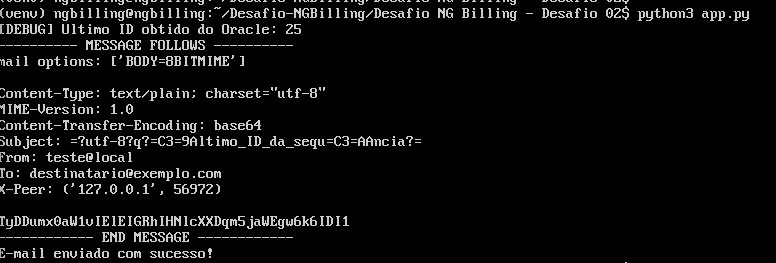 (venv) ngbilling@ngbilling:~/Desafio-NGBilling/Desafio NG Billing - Desafio 02$
(venv) ngbilling@ngbilling:~/Desafio-NGBilling/Desafio NG Billing - Desafio 02$ python3 app.py
[DEBUG] Ultimo ID obtido do Oracle: 25
---------- MESSAGE FOLLOWS ----------
mail options: ['BODY=8BITMIME']

Content-Type: text/plain; charset="utf-8"
MIME-Version: 1.0
Content-Transfer-Encoding: base64
Subject: =?utf-8?q?=C3=9Altimo_ID_da_sequ=C3=AAncia?=
From: teste@local
To: destinatario@exemplo.com
X-Peer: ('127.0.0.1', 56972)

TyDDumx0aW1vIElEIGRhIHNlcXXDqm5jaWEgw6k6IDI1
------------ END MESSAGE ------------
E-mail enviado com sucesso!